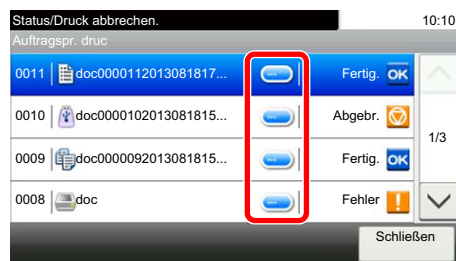 Status/Druck abbrechen. 10:10
Auftragspr. druc
0011 doc0000112013081817... Fertig. OK
0010 doc0000102013081815... Abgebr.
1/3
0009 doc0000092013081815... Fertig. OK
0008 doc Fehler
Schließen